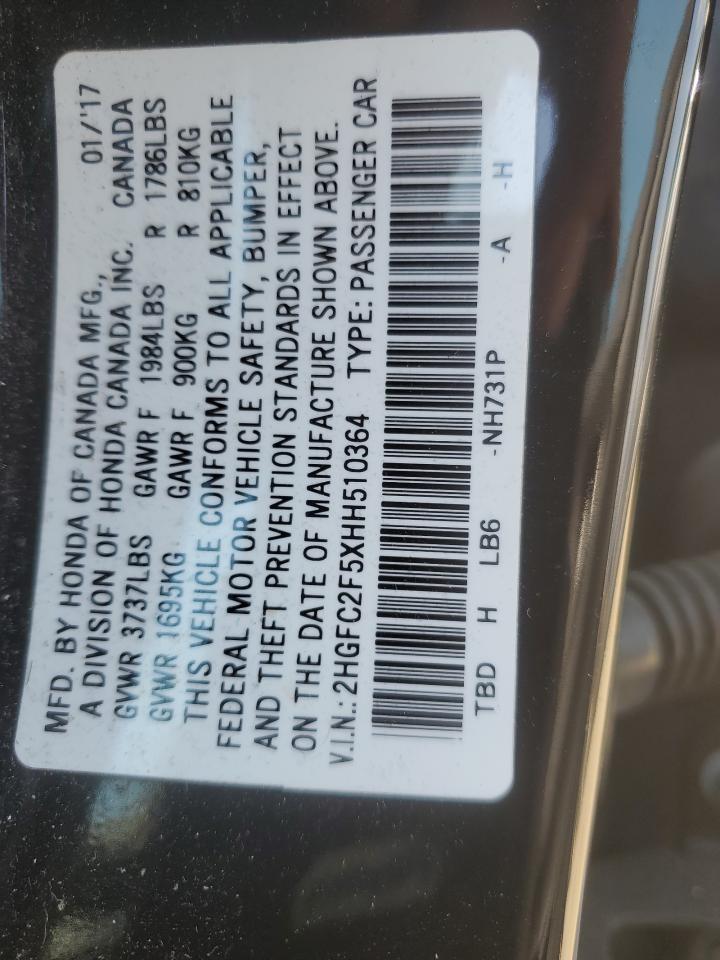 MFD. BY HONDA OF CANADA MFG., 01/'17
A DIVISION OF HONDA CANADA INC. CANADA
GVWR 3737LBS GAWR F 1984LBS R 1786LBS
GVWR 1695KG GAWR F 900KG R 810KG
THIS VEHICLE CONFORMS TO ALL APPLICABLE
FEDERAL MOTOR VEHICLE SAFETY, BUMPER,
AND THEFT PREVENTION STANDARDS IN EFFECT
ON THE DATE OF MANUFACTURE SHOWN ABOVE.
V.I.N.: 2HGFC2F5XHH510364 TYPE: PASSENGER CAR
TBD H LB6 -NH731P -A -H